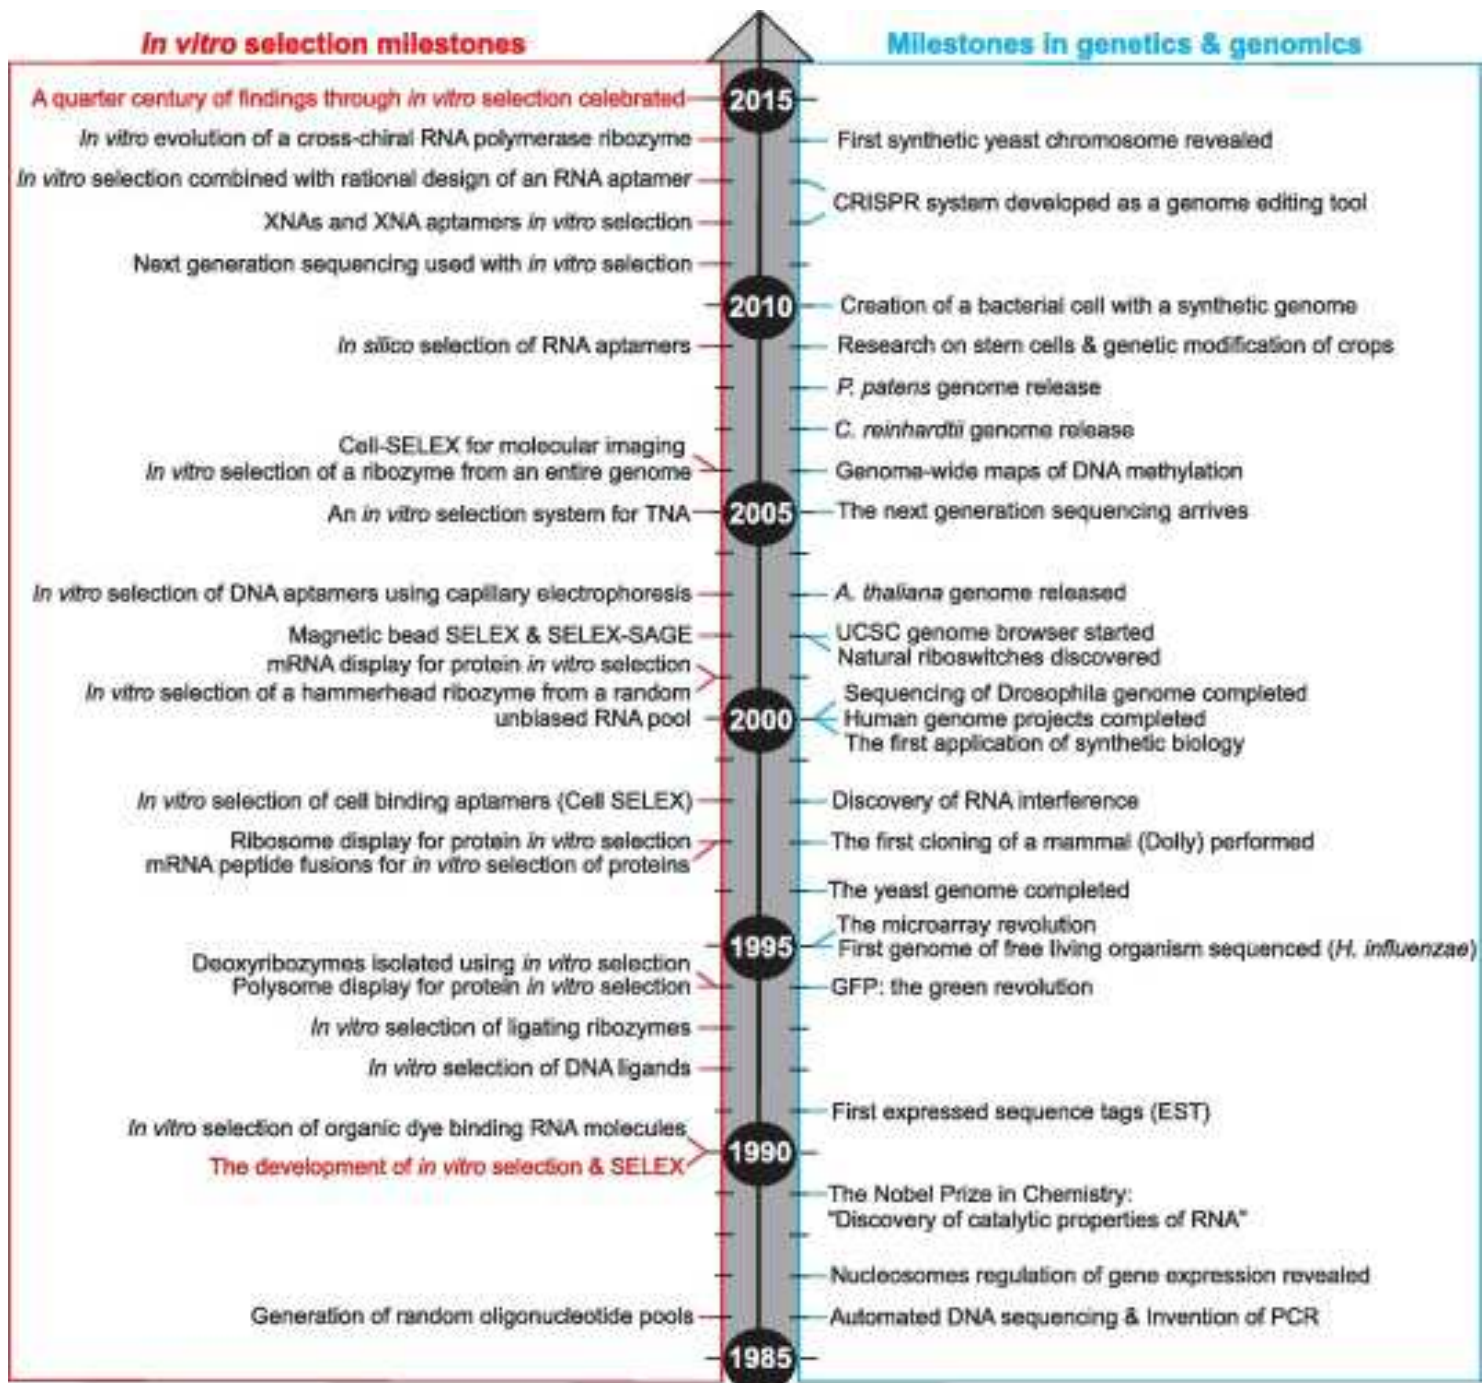 In vitro selection milestones
A quarter century of findings through in vitro selection celebrated
In vitro evolution of a cross-chiral RNA polymerase ribozyme
In vitro selection combined with rational design of an RNA aptamer
XNAs and XNA aptamers in vitro selection
Next generation sequencing used with in vitro selection
In silico selection of RNA aptamers
Cell-SELEX for molecular imaging
In vitro selection of a ribozyme from an entire genome
An in vitro selection system for TNA
In vitro selection of DNA aptamers using capillary electrophoresis
Magnetic bead SELEX & SELEX-SAGE
mRNA display for protein in vitro selection
In vitro selection of a hammerhead ribozyme from a random
unbiased RNA pool
In vitro selection of cell binding aptamers (Cell SELEX)
Ribosome display for protein in vitro selection
mRNA peptide fusions for in vitro selection of proteins
Deoxyribozymes isolated using in vitro selection
Polysome display for protein in vitro selection
In vitro selection of ligating ribozymes
In vitro selection of DNA ligands
In vitro selection of organic dye binding RNA molecules
The development of in vitro selection & SELEX
Generation of random oligonucleotide pools
2015
2010
2005
2000
1995
1990
1985
Milestones in genetics & genomics
First synthetic yeast chromosome revealed
CRISPR system developed as a genome editing tool
Creation of a bacterial cell with a synthetic genome
Research on stem cells & genetic modification of crops
P. patens genome release
C. reinhardtii genome release
Genome-wide maps of DNA methylation
The next generation sequencing arrives
A. thaliana genome released
UCSC genome browser started
Natural riboswitches discovered
Sequencing of Drosophila genome completed
Human genome projects completed
The first application of synthetic biology
Discovery of RNA interference
The first cloning of a mammal (Dolly) performed
The yeast genome completed
The microarray revolution
First genome of free living organism sequenced (H. influenzae)
GFP: the green revolution
First expressed sequence tags (EST)
The Nobel Prize in Chemistry:
"Discovery of catalytic properties of RNA"
Nucleosomes regulation of gene expression revealed
Automated DNA sequencing & Invention of PCR